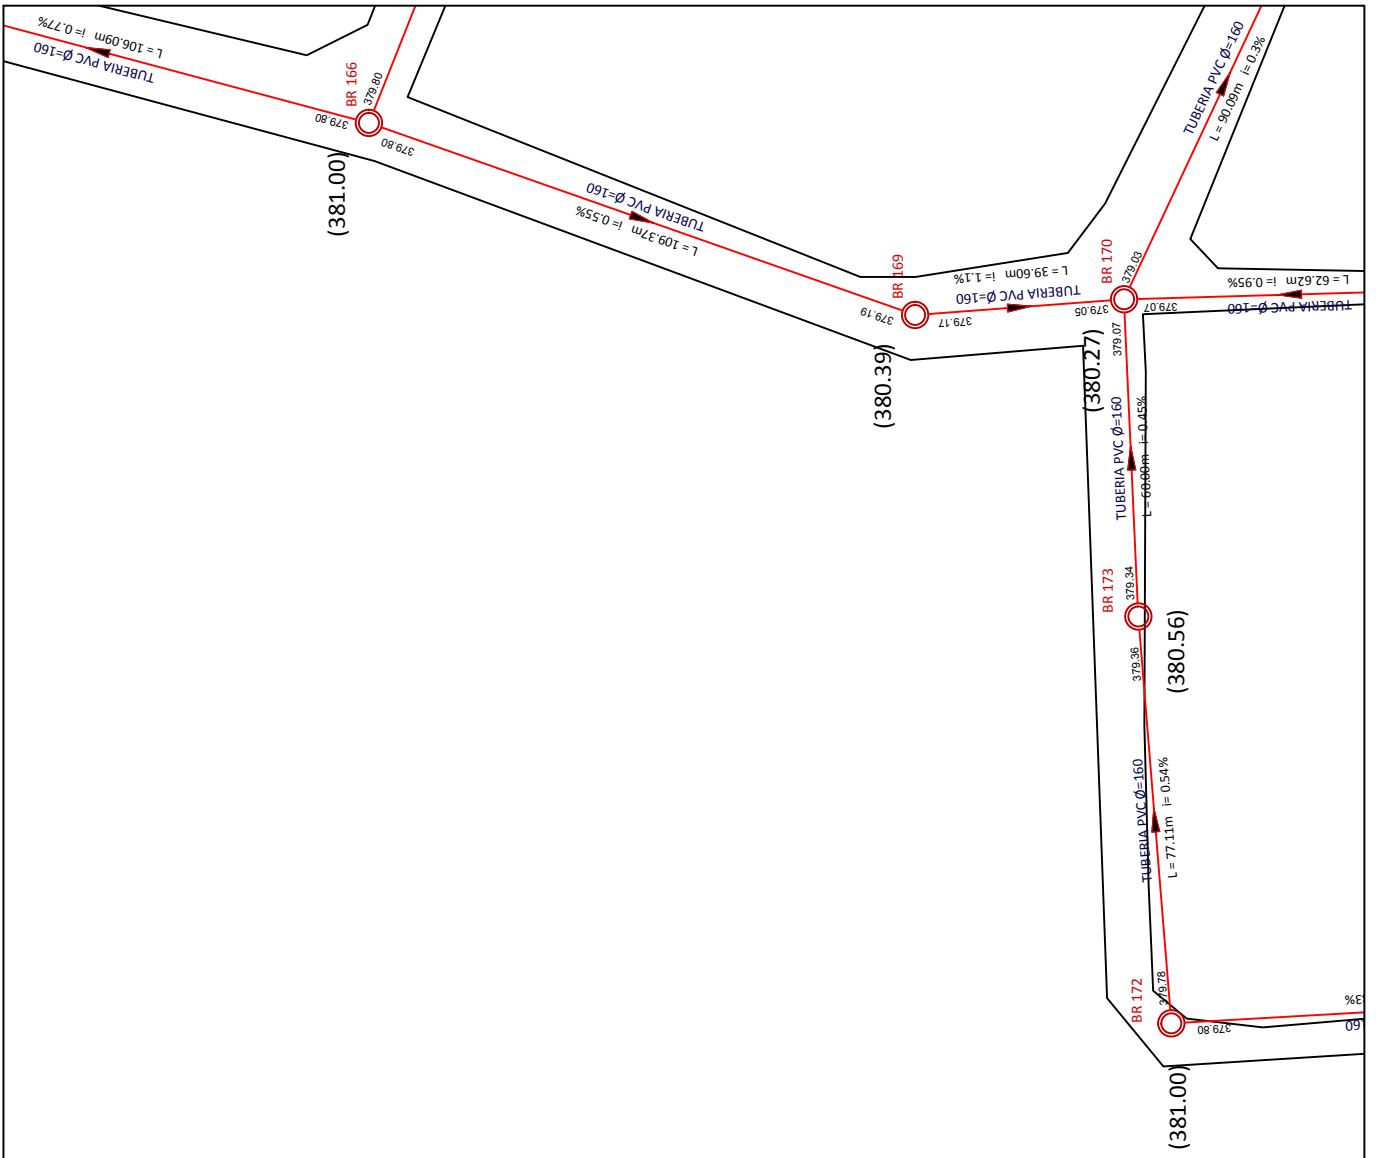 L = 106.09m i= 0.77%
TUBERIA PVC Ø=160
BR 166
379.80
379.80
379.80
(381.00)
TUBERIA PVC Ø=160
L = 109.37m i= 0.55%
BR 169
379.19
379.17
(380.39)
L = 39.60m i= 1.1%
TUBERIA PVC Ø=160
BR 170
379.03
379.05
379.07
379.07
(380.27)
TUBERIA PVC Ø=160
L = 90.09m i= 0.3%
L = 62.62m i= 0.95%
TUBERIA PVC Ø=160
TUBERIA PVC Ø=160
L = 60.00m i= 0.45%
BR 173
379.34
379.36
(380.56)
TUBERIA PVC Ø=160
L = 77.11m i= 0.54%
BR 172
379.78
379.80
(381.00)
3%
60